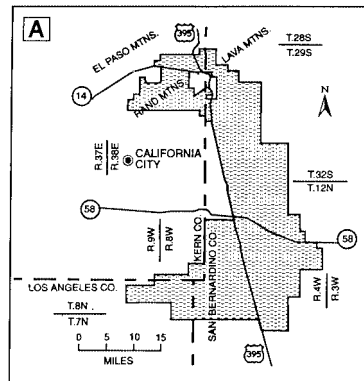 A
395
EL PASO MTNS.
LAVA MTNS.
T.28S
T.29S
14
RAND MTNS.
N
R.37E
R.38E
CALIFORNIA
CITY
T.32S
T.12N
58
58
R.9W
R.8W
KERN CO.
SAN BERNARDINO CO.
R.4W
R.3W
LOS ANGELES CO.
T.8N
T.7N
0 5 10 15
MILES
395